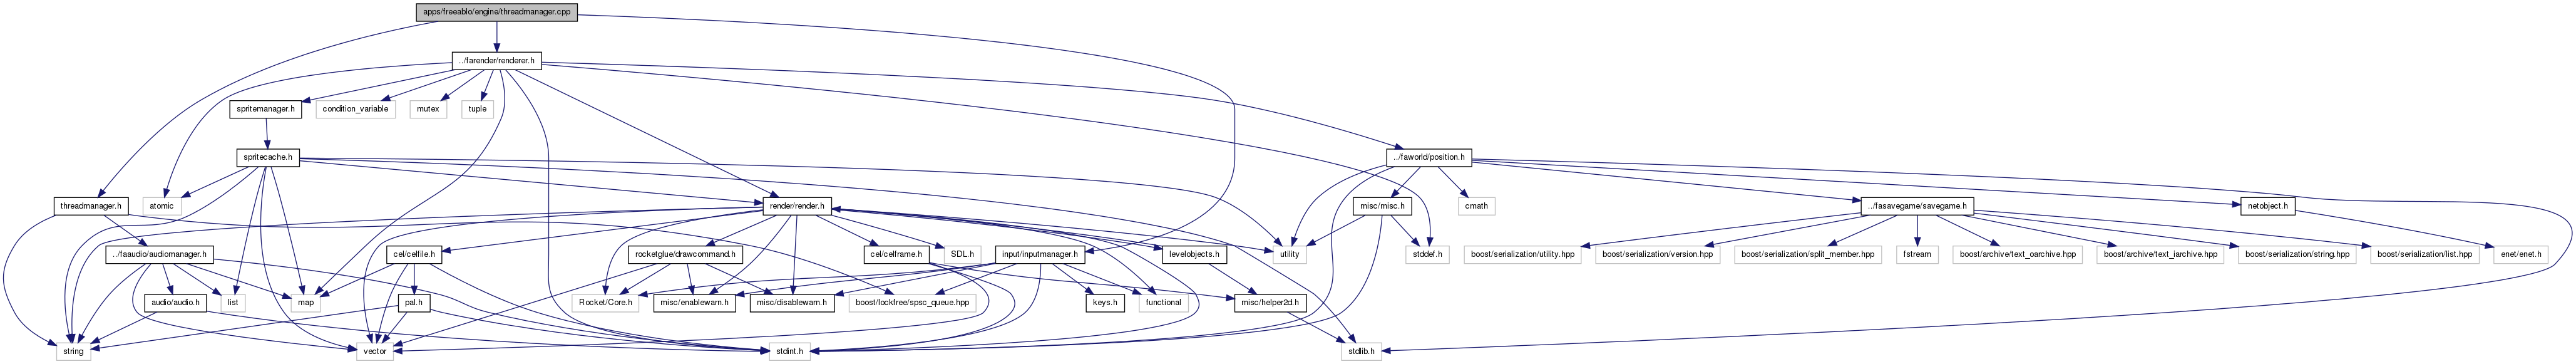 apps/freeablo/engine/threadmanager.cpp
../farender/renderer.h
spritemanager.h
condition_variable
mutex
tuple
spritecache.h
../faworld/position.h
threadmanager.h
atomic
render/render.h
misc/misc.h
cmath
../fasavegame/savegame.h
netobject.h
../faaudio/audiomanager.h
list
cel/celfile.h
rocketglue/drawcommand.h
cel/celframe.h
SDL.h
input/inputmanager.h
levelobjects.h
utility
stddef.h
boost/serialization/utility.hpp
boost/serialization/version.hpp
boost/serialization/split_member.hpp
fstream
boost/archive/text_oarchive.hpp
boost/archive/text_iarchive.hpp
boost/serialization/string.hpp
boost/serialization/list.hpp
enet/enet.h
audio/audio.h
map
pal.h
Rocket/Core.h
misc/enablewarn.h
misc/disablewarn.h
boost/lockfree/spsc_queue.hpp
keys.h
functional
misc/helper2d.h
string
vector
stdint.h
stdlib.h